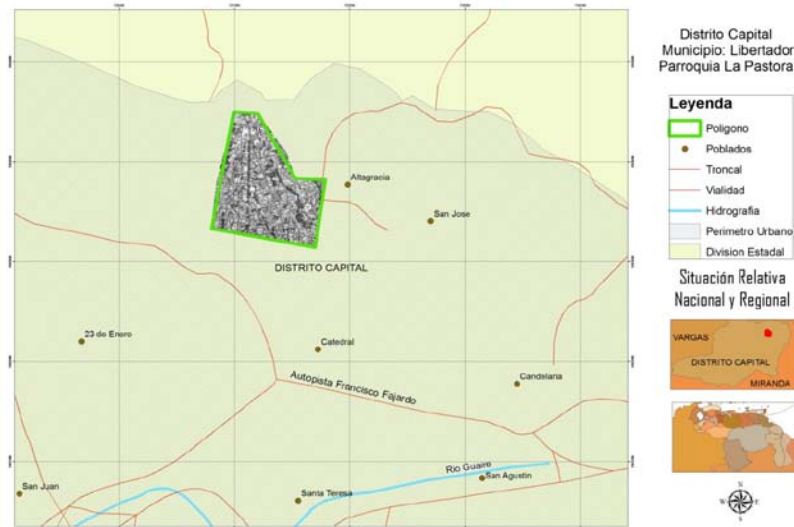 Distrito Capital
Municipio: Libertador
Parroquia La Pastora
Leyenda
Poligono
Poblados
Troncal
Vialidad
Hidrografia
Perimetro Urbano
Division Estadal
Situación Relativa
Nacional y Regional
VARGAS
DISTRITO CAPITAL
MIRANDA
N
W
E
S
Altagracia
San Jose
DISTRITO CAPITAL
23 de Enero
Catedral
Candelaria
Autopista Francisco Fajardo
Rio Guaire
San Juan
Santa Teresa
San Agustin